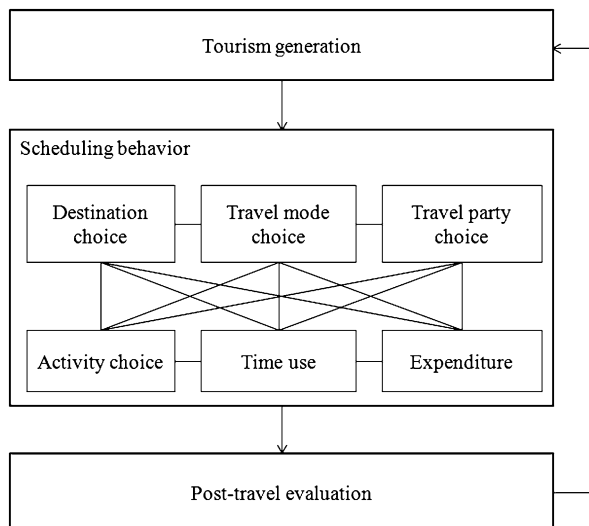 Tourism generation
Scheduling behavior
Destination
choice
Travel mode
choice
Travel party
choice
Activity choice
Time use
Expenditure
Post-travel evaluation